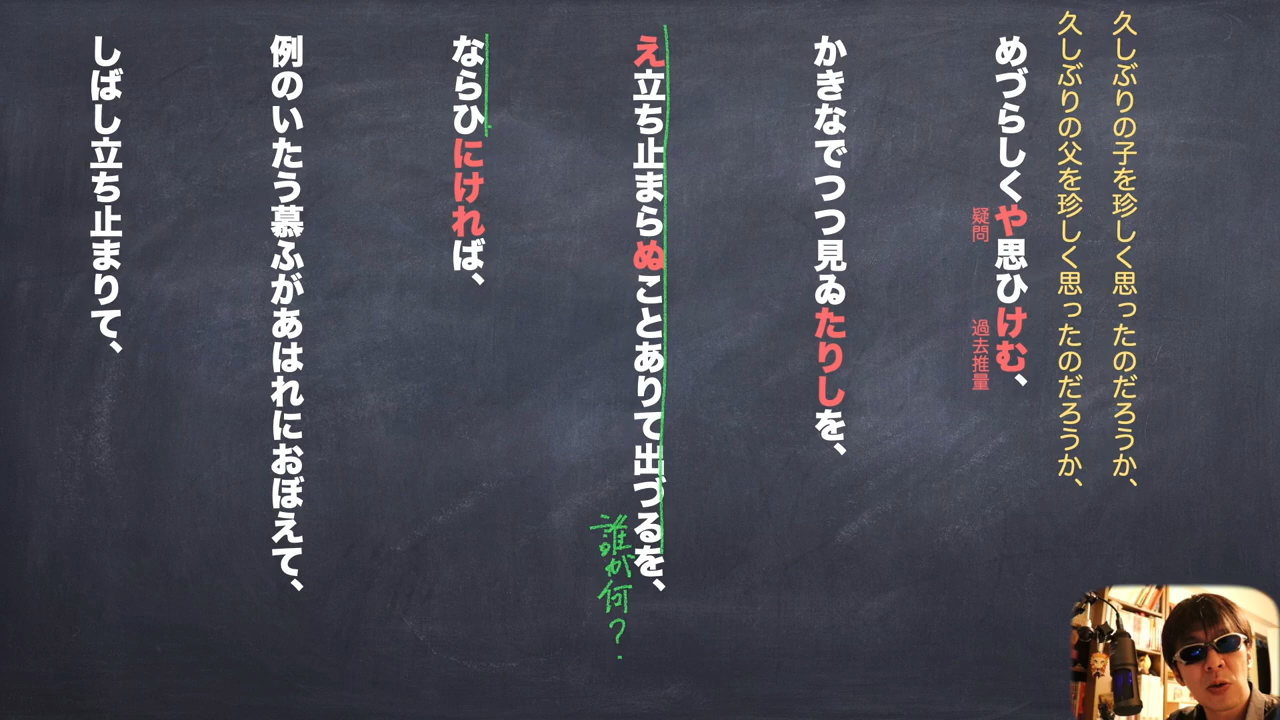 久しぶりの子を珍しく思ったのだろうか、
久しぶりの父を珍しく思ったのだろうか、
めづらしくや思ひけむ、
疑問
過去推量
かきなでつつ見ゐたりしを、
え立ち止まらぬことありて出づるを、
誰が何？
ならひにければ、
例のいたう慕ふがあはれにおぼえて、
しばし立ち止まりて、